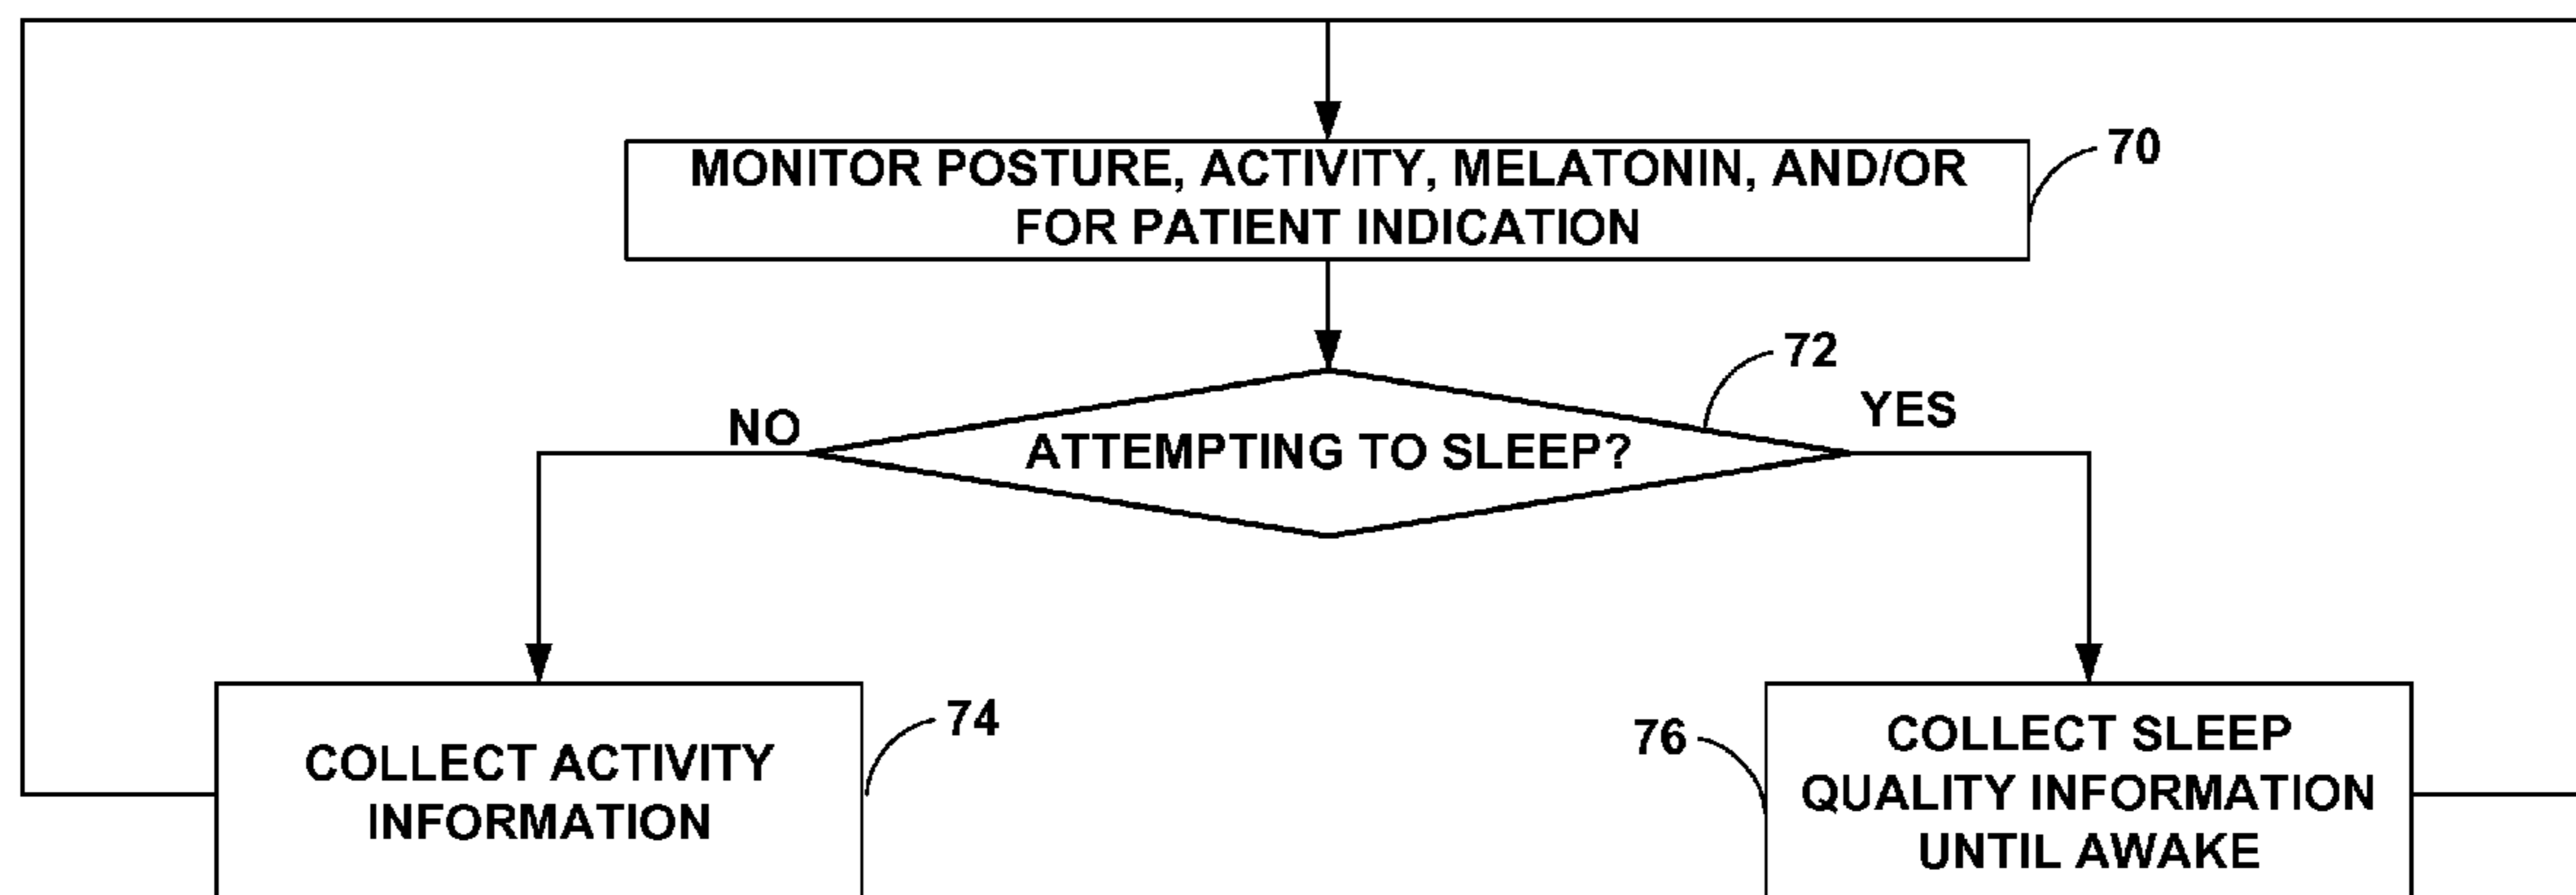 MONITOR POSTURE, ACTIVITY, MELATONIN, AND/OR
FOR PATIENT INDICATION
70
72
NO
YES
ATTEMPTING TO SLEEP?
74
COLLECT ACTIVITY
INFORMATION
76
COLLECT SLEEP
QUALITY INFORMATION
UNTIL AWAKE